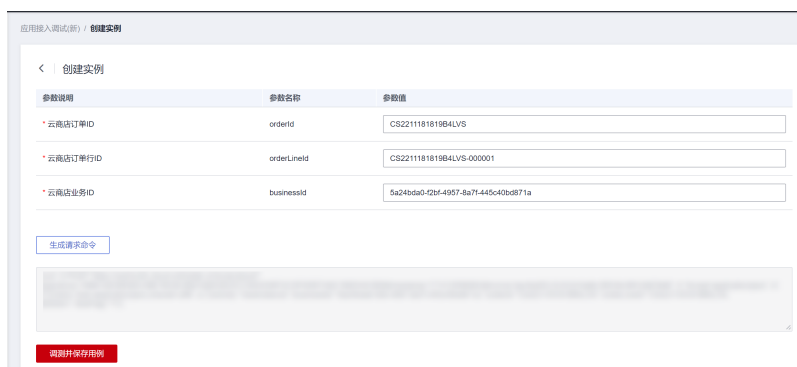 应用接入调试(新) / 创建实例
创建实例
参数说明 参数名称 参数值
* 云商店订单ID orderId CS2211181819B4LVS
* 云商店订单行ID orderLineId CS2211181819B4LVS-000001
* 云商店业务ID businessId 5a24bda0-f2bf-4957-8a7f-445c40bd871a
生成请求命令
调测并保存用例